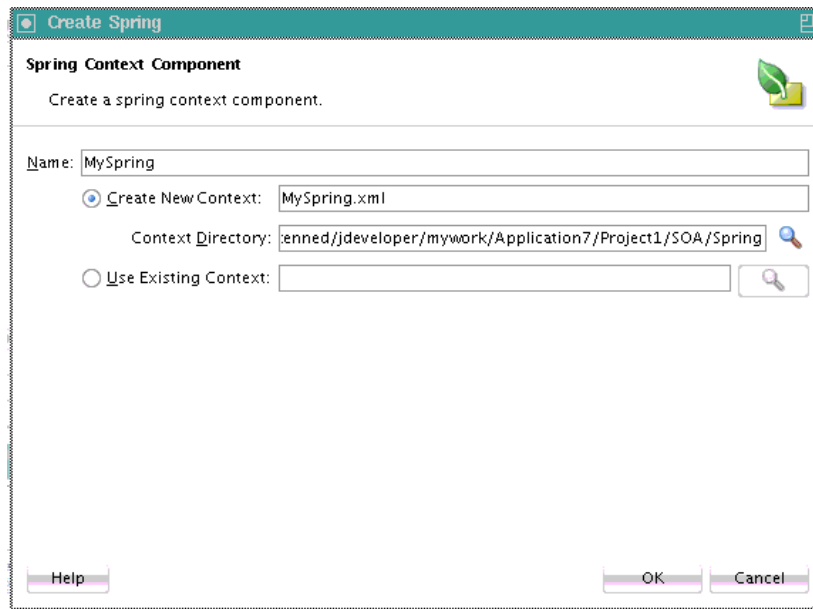 Create Spring
Spring Context Component
Create a spring context component.
Name: MySpring
Create New Context: MySpring.xml
Context Directory: :enned/jdeveloper/mywork/Application7/Project1/SOA/Spring
Use Existing Context:
Help OK Cancel